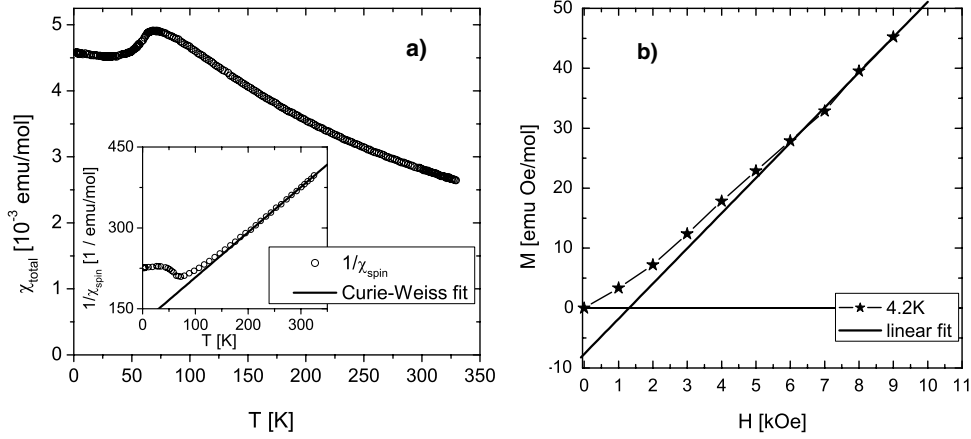 a)
χtotal [10⁻³ emu/mol]
5
4
3
2
1
0
0 50 100 150 200 250 300 350
T [K]
1/χspin [1 / emu/mol]
450
300
150
0 100 200 300
T [K]
1/χspin
Curie-Weiss fit
b)
M [emu Oe/mol]
50
40
30
20
10
0
-10
0 1 2 3 4 5 6 7 8 9 10 11
H [kOe]
4.2K
linear fit